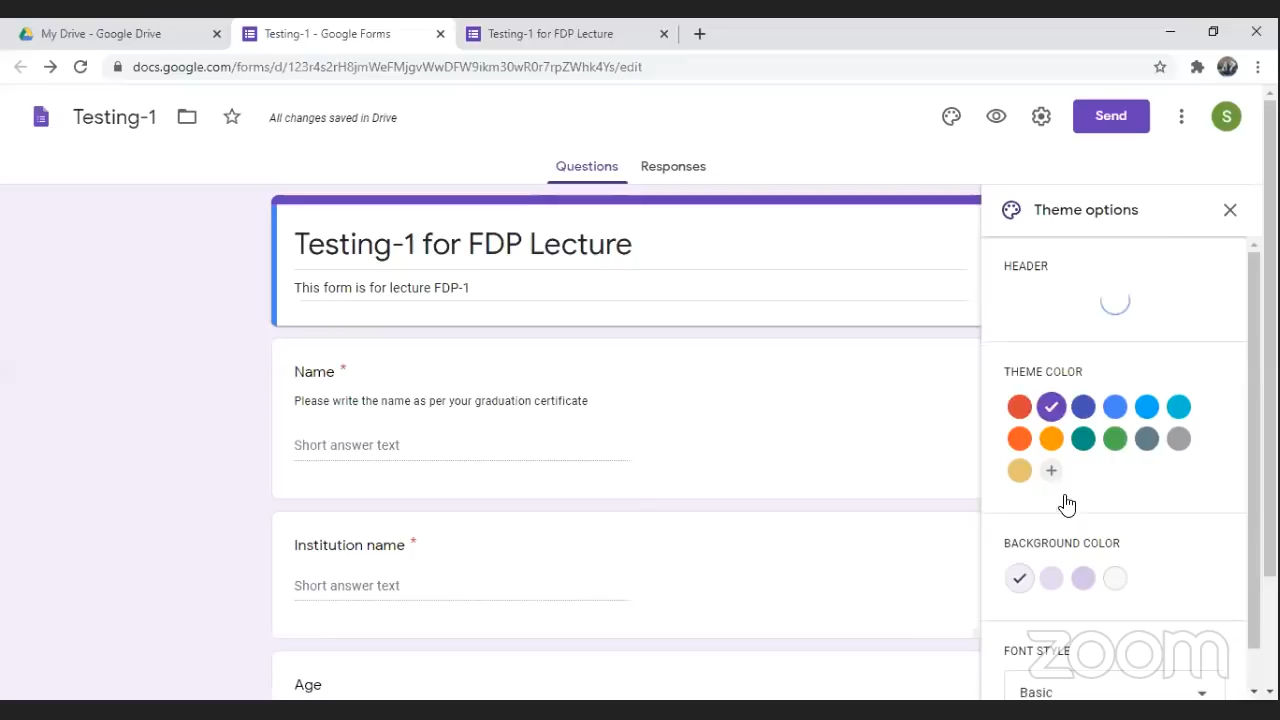 My Drive - Google Drive
Testing-1 - Google Forms
Testing-1 for FDP Lecture
docs.google.com/forms/d/123r4s2rH8jmWeFMjgvWwDFW9ikm30wR0r7rpZWhk4Ys/edit
Testing-1
All changes saved in Drive
Send
S
Questions
Responses
Theme options
Testing-1 for FDP Lecture
HEADER
This form is for lecture FDP-1
Name *
THEME COLOR
Please write the name as per your graduation certificate
Short answer text
Institution name *
BACKGROUND COLOR
Short answer text
FONT STYLE
zoom
Age
Basic